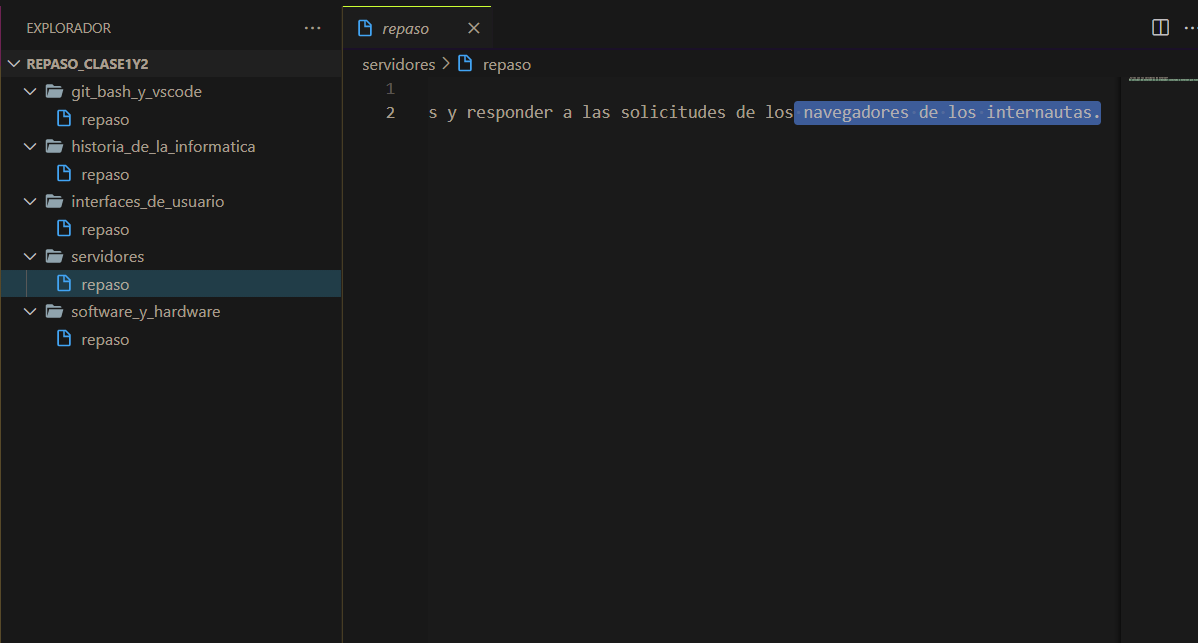 EXPLORADOR
REPASO_CLASE1Y2
git_bash_y_vscode
repaso
historia_de_la_informatica
repaso
interfaces_de_usuario
repaso
servidores
repaso
software_y_hardware
repaso
repaso
servidores > repaso
1
2 s y responder a las solicitudes de los navegadores de los internautas.